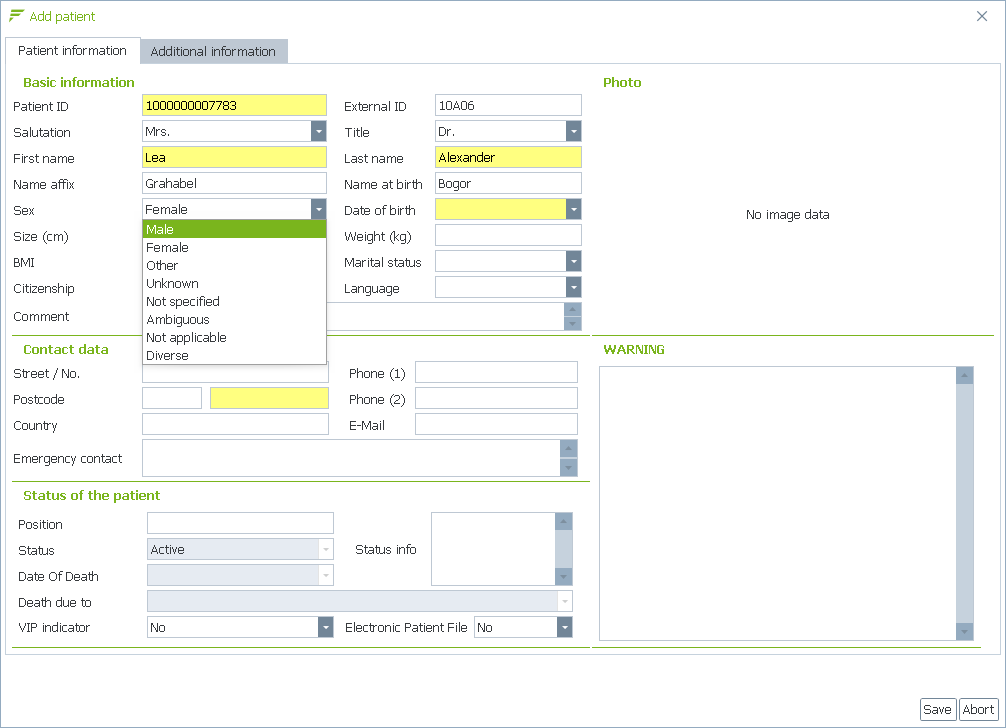 Add patient
Patient information Additional information
Basic information Photo
Patient ID 1000000007783 External ID 10A06
Salutation Mrs. Title Dr.
First name Lea Last name Alexander
Name affix Grahabel Name at birth Bogor
Sex Female Date of birth
No image data
Male
Size (cm) Weight (kg)
Female
BMI Other Marital status
Unknown
Citizenship Language
Not specified
Comment Ambiguous
Not applicable
Contact data WARNING
Diverse
Street / No. Phone (1)
Postcode Phone (2)
Country E-Mail
Emergency contact
Status of the patient
Position
Status Active Status info
Date Of Death
Death due to
VIP indicator No Electronic Patient File No
Save Abort